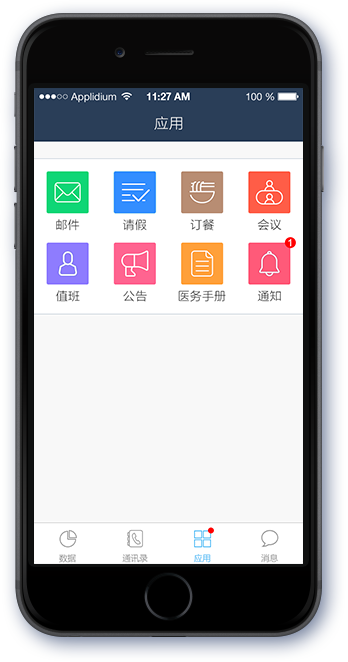 Applidium 11:27 AM 100 %
应用
邮件 请假 订餐 会议
1
值班 公告 医务手册 通知
数据 通讯录 应用 消息